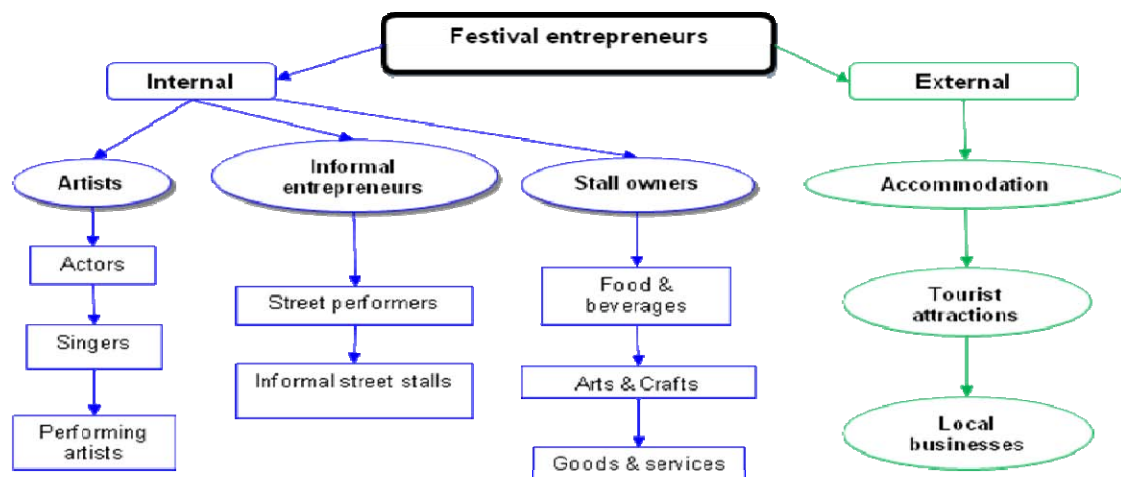 Festival entrepreneurs
Internal
External
Artists
Informal
entrepreneurs
Stall owners
Accommodation
Actors
Singers
Performing
artists
Street performers
Informal street stalls
Food &
beverages
Arts & Crafts
Goods & services
Tourist
attractions
Local
businesses